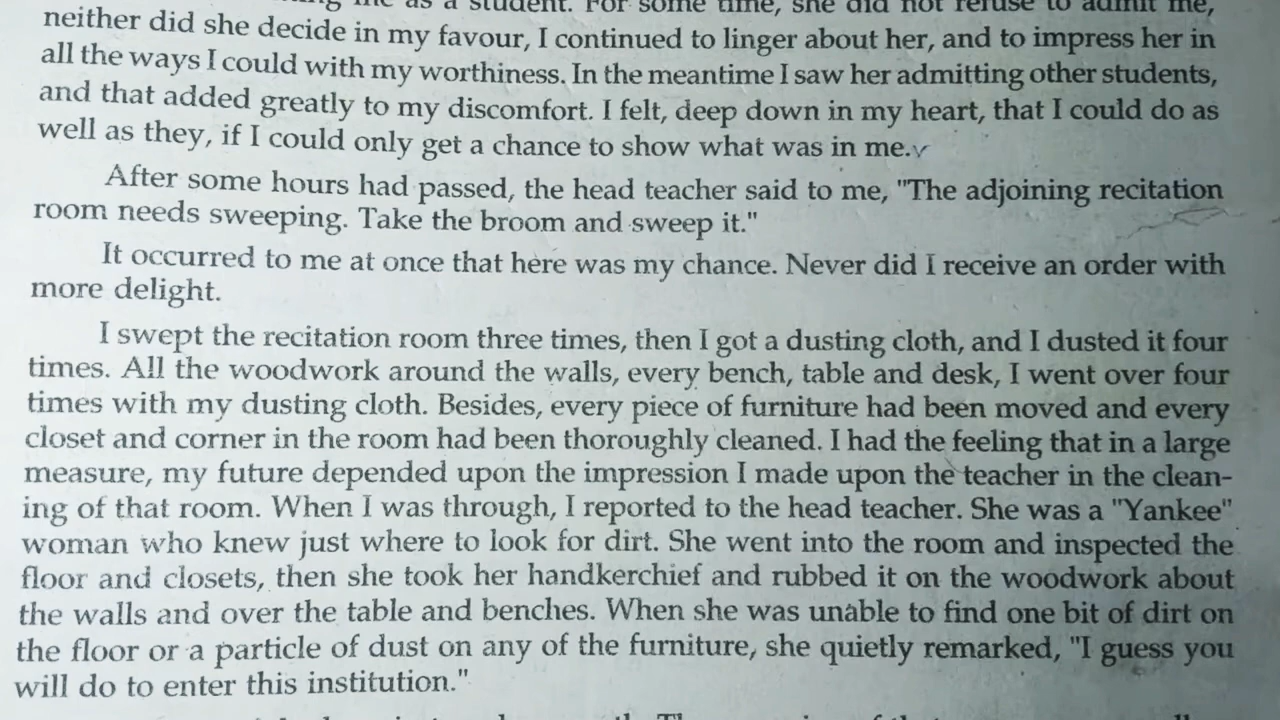 me as a student. For some time, she did not refuse to admit me,
neither did she decide in my favour, I continued to linger about her, and to impress her in
all the ways I could with my worthiness. In the meantime I saw her admitting other students,
and that added greatly to my discomfort. I felt, deep down in my heart, that I could do as
well as they, if I could only get a chance to show what was in me.
After some hours had passed, the head teacher said to me, "The adjoining recitation
room needs sweeping. Take the broom and sweep it."
It occurred to me at once that here was my chance. Never did I receive an order with
more delight.
I swept the recitation room three times, then I got a dusting cloth, and I dusted it four
times. All the woodwork around the walls, every bench, table and desk, I went over four
times with my dusting cloth. Besides, every piece of furniture had been moved and every
closet and corner in the room had been thoroughly cleaned. I had the feeling that in a large
measure, my future depended upon the impression I made upon the teacher in the clean-
ing of that room. When I was through, I reported to the head teacher. She was a "Yankee"
woman who knew just where to look for dirt. She went into the room and inspected the
floor and closets, then she took her handkerchief and rubbed it on the woodwork about
the walls and over the table and benches. When she was unable to find one bit of dirt on
the floor or a particle of dust on any of the furniture, she quietly remarked, "I guess you
will do to enter this institution."